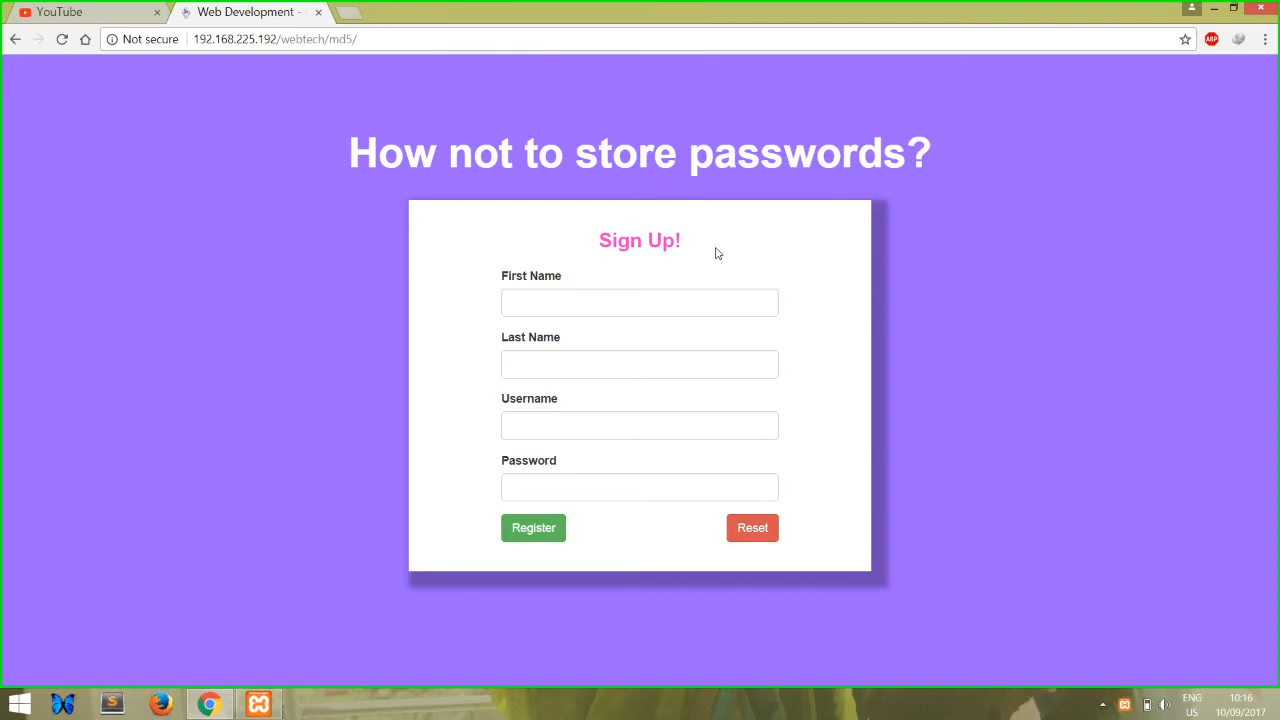 YouTube
Web Development -
Not secure
192.168.225.192/webtech/md5/
ABP
How not to store passwords?
Sign Up!
First Name
Last Name
Username
Password
Register
Reset
S
ENG
US
10:16
10/09/2017